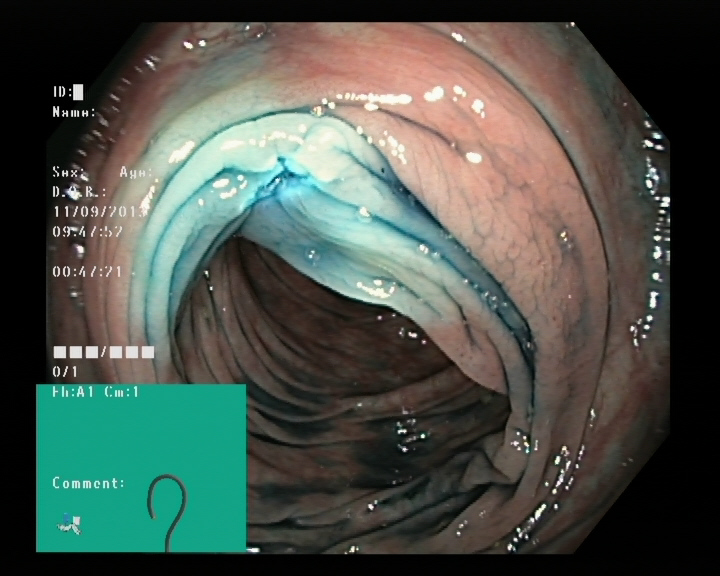 ID:
Name:
Sex: Age:
D.O.B.:
11/09/2013
09:47:52
00:47:21
0/1
Eh:A1 Cm:1
Comment: